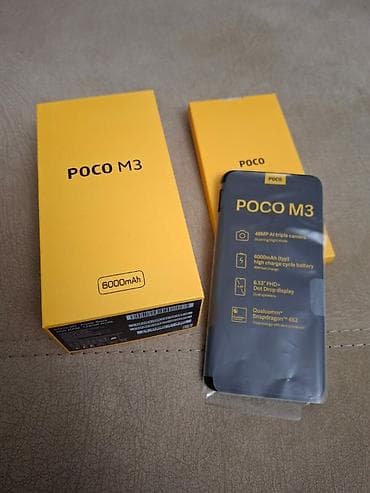 POCO M3
6000mAh
POCO
POCO
POCO M3
48MP AI triple camera
6000mAh (typ)
high charge cycle battery
6.53" FHD+
Dot Drop display
Qualcomm®
Snapdragon™ 662